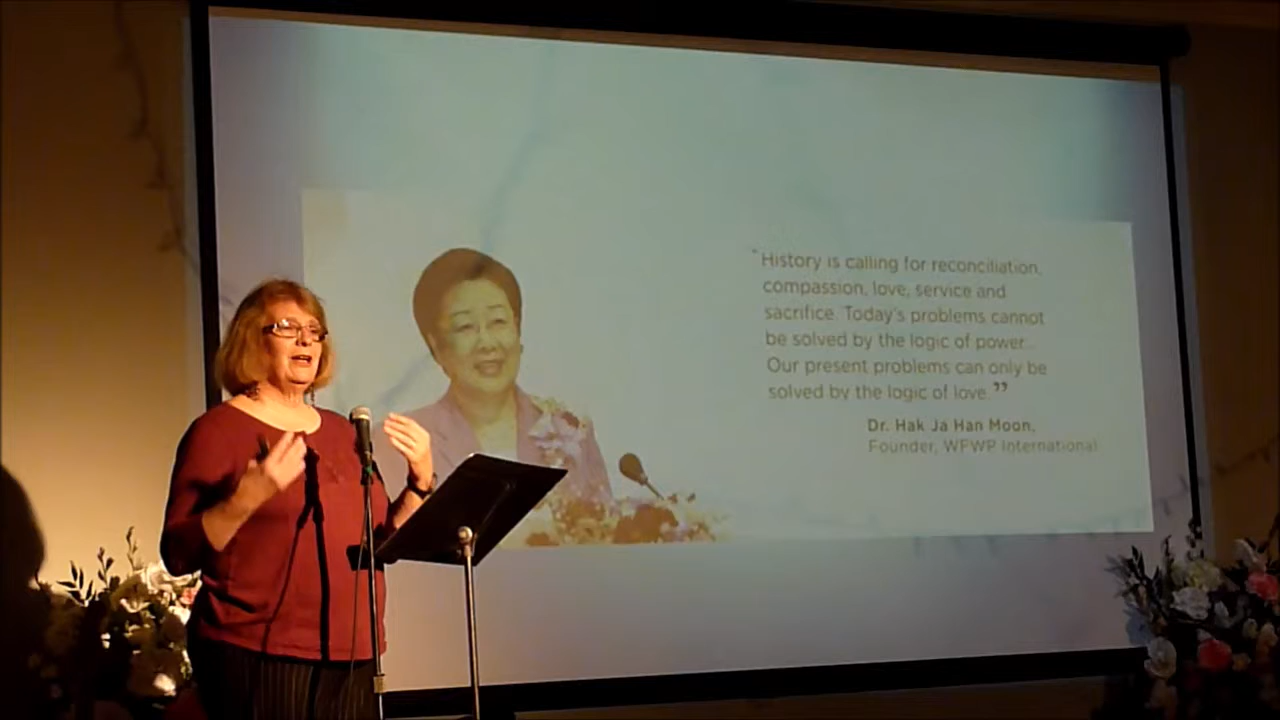 “History is calling for reconciliation,
compassion, love, service and
sacrifice. Today's problems cannot
be solved by the logic of power...
Our present problems can only be
solved by the logic of love.”
Dr. Hak Ja Han Moon,
Founder, WFWP International